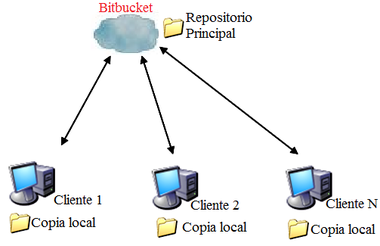 Bitbucket
Repositorio
Principal
Cliente 1
Copia local
Cliente 2
Copia local
Cliente N
Copia local